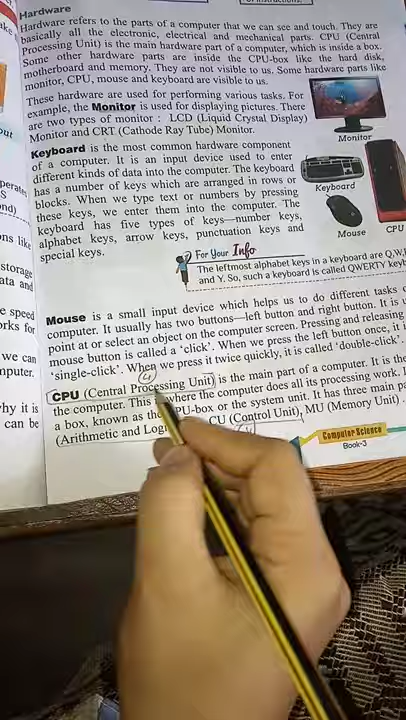 Hardware
Hardware refers to the parts of a computer that we can see and touch. They are
basically all the electronic, electrical and mechanical parts. CPU (Central
Processing Unit) is the main hardware part of a computer, which is inside a box.
Some other hardware parts are inside the CPU-box like the hard disk,
motherboard and memory. They are not visible to us. Some hardware parts like
monitor, CPU, mouse and keyboard are visible to us.
These hardware are used for performing various tasks. For
example, the Monitor is used for displaying pictures. There
are two types of monitor : LCD (Liquid Crystal Display)
Monitor and CRT (Cathode Ray Tube) Monitor.
Monitor
Keyboard is the most common hardware component
of a computer. It is an input device used to enter
different kinds of data into the computer. The keyboard
has a number of keys which are arranged in rows or
blocks. When we type text or numbers by pressing
these keys, we enter them into the computer. The
keyboard has five types of keys—number keys,
alphabet keys, arrow keys, punctuation keys and
special keys.
Keyboard
Mouse
CPU
For Your Info
The leftmost alphabet keys in a keyboard are Q,W,
and Y. So, such a keyboard is called QWERTY
Mouse is a small input device which helps us to do different tasks
computer. It usually has two buttons—left button and right button. It is
point at or select an object on the computer screen. Pressing and releasing
mouse button is called a 'click'. When we press the left button once, it
'single-click'. When we press it twice quickly, it is called 'double-click'.
CPU (Central Processing Unit) is the main part of a computer. It is the
the computer. This is where the computer does all its processing work.
a box, known as the CPU-box or the system unit. It has three main
(Arithmetic and CU (Control Unit), MU (Memory Unit).
Computer Science
Book-3
storage
ata and
e speed
orks for
we can
mputer.
hy it is
can be